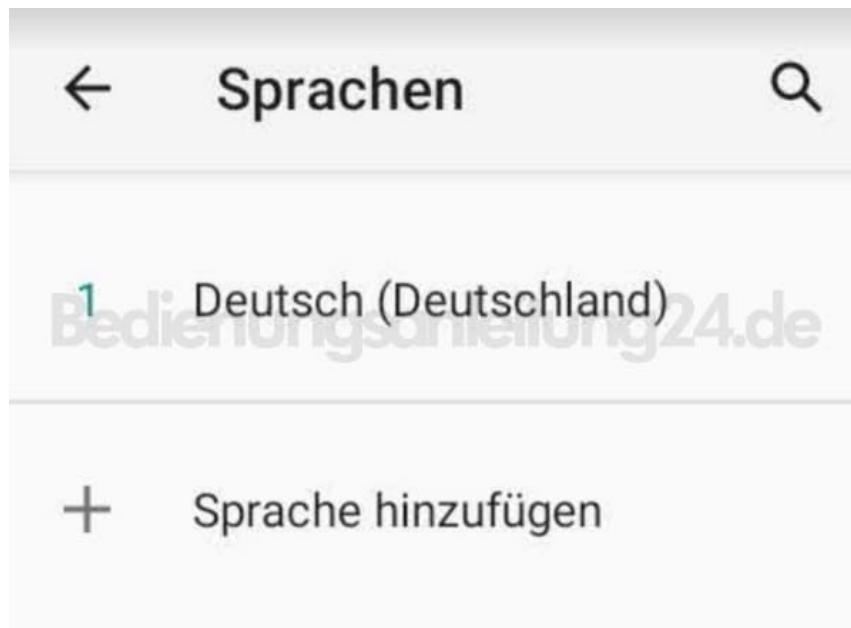 Sprachen
1 Deutsch (Deutschland)
Bedienungsanleitung24.de
Sprache hinzufügen